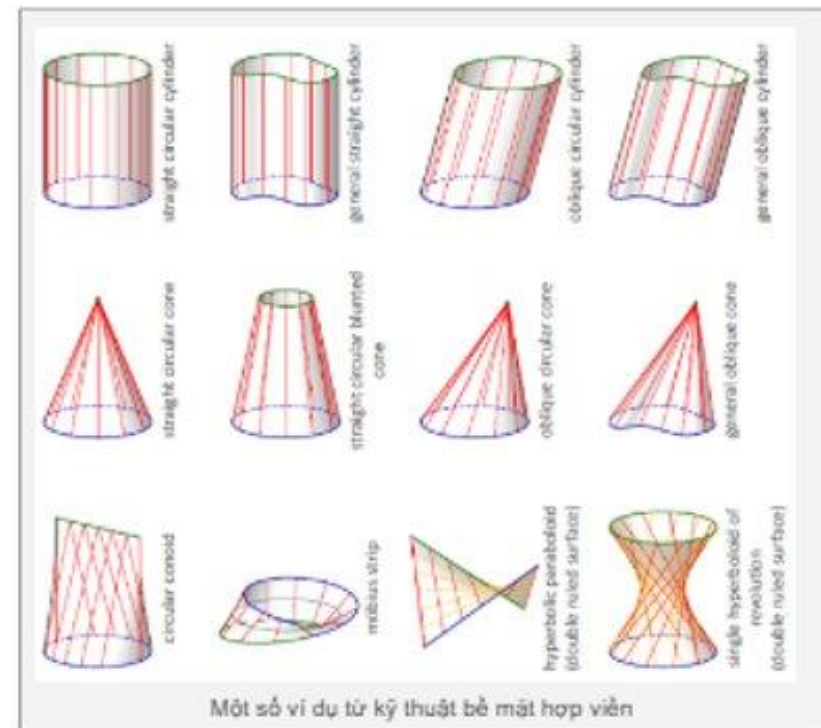 straight circular cylinder
general straight cylinder
oblique circular cylinder
general oblique cylinder
straight circular cone
straight circular blunted
cone
oblique circular cone
general oblique cone
circular conoid
möbius strip
hyperbolic paraboloid
(double ruled surface)
single hyperboloid of
revolution
(double ruled surface)
Một số ví dụ từ kỹ thuật bề mặt hợp viên